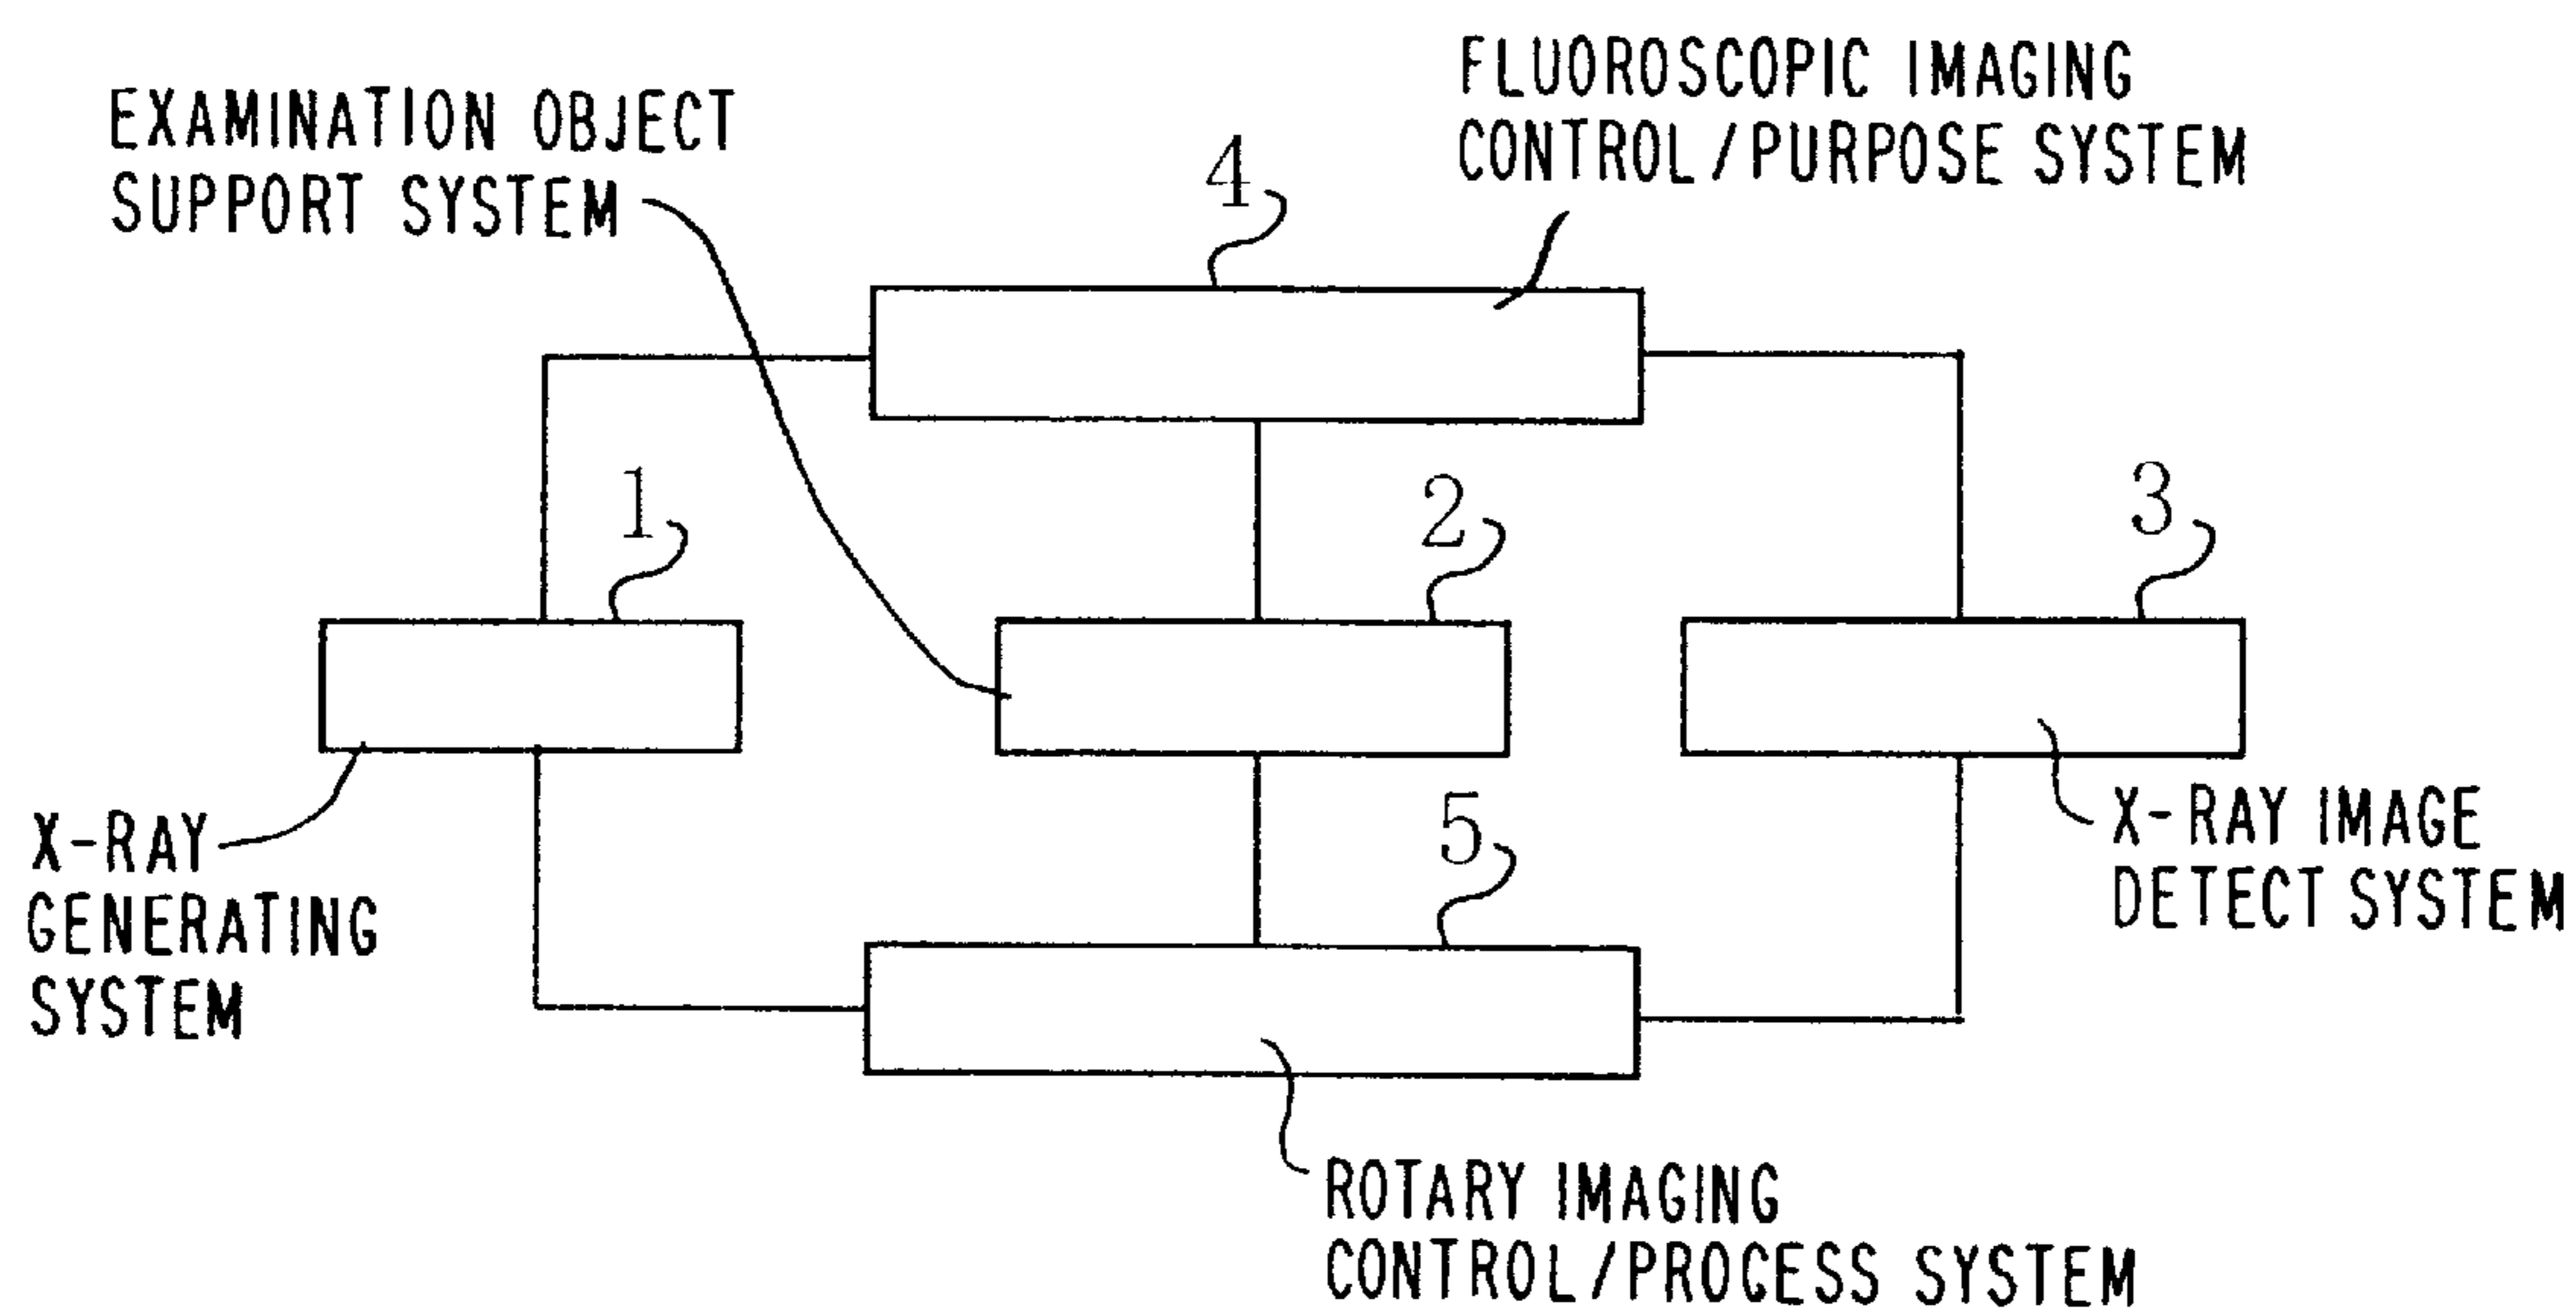 FLUOROSCOPIC IMAGING
CONTROL/PURPOSE SYSTEM
EXAMINATION OBJECT
SUPPORT SYSTEM
4
1
2
3
X-RAY
GENERATING
SYSTEM
5
X-RAY IMAGE
DETECT SYSTEM
ROTARY IMAGING
CONTROL/PROCESS SYSTEM